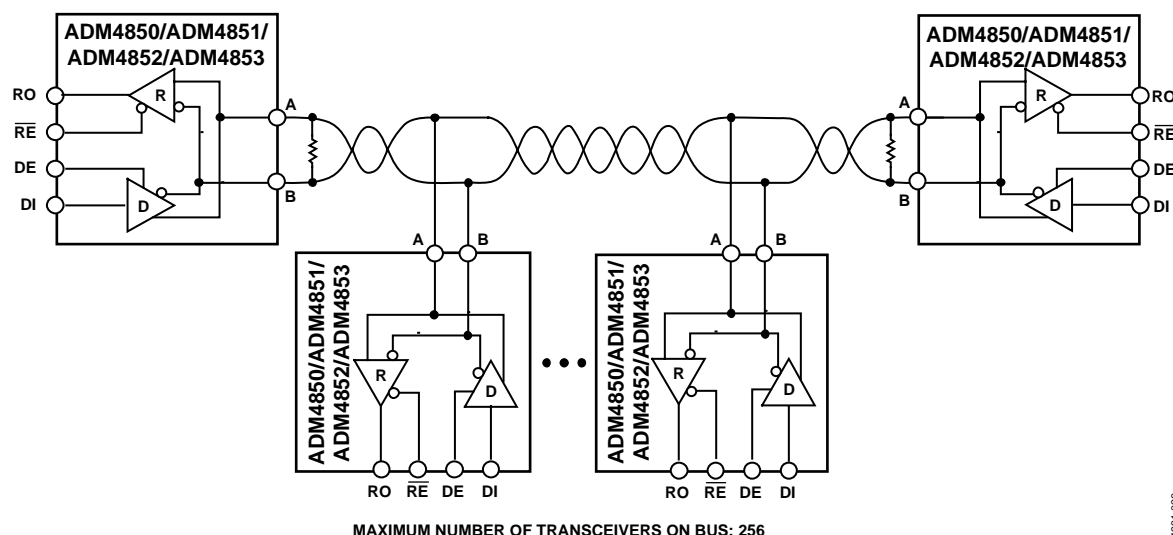 ADM4850/ADM4851/
ADM4852/ADM4853
RO
RE
DE
DI
R
D
A
B
ADM4850/ADM4851/
ADM4852/ADM4853
A
B
R
D
RO
RE
DE
DI
A
B
ADM4850/ADM4851/
ADM4852/ADM4853
R
D
RO
RE
DE
DI
A
B
ADM4850/ADM4851/
ADM4852/ADM4853
R
D
RO
RE
DE
DI
MAXIMUM NUMBER OF TRANSCEIVERS ON BUS: 256